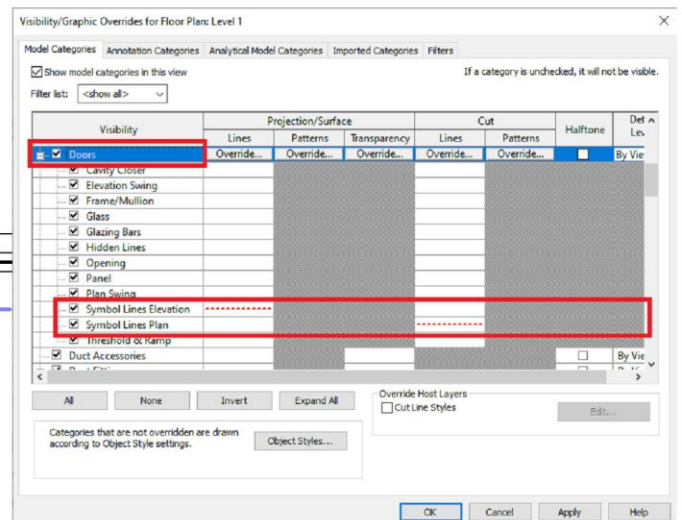 Visibility/Graphic Overrides for Floor Plan: Level 1
Model Categories Annotation Categories Analytical Model Categories Imported Categories Filters
Show model categories in this view
If a category is unchecked, it will not be visible.
Filter list: <show all>
Visibility Projection/Surface Cut Halftone Det
Lines Patterns Transparency Lines Patterns Lev
Doors Override... Override... Override... Override... Override... By Vie
Cavity Closer
Elevation Swing
Frame/Mullion
Glass
Glazing Bars
Hidden Lines
Opening
Panel
Plan Swing
Symbol Lines Elevation
Symbol Lines Plan
Threshold & Ramp
Duct Accessories By Vie
All None Invert Expand All
Override Host Layers
Cut Line Styles
Edit...
Categories that are not overridden are drawn
according to Object Style settings.
Object Styles...
OK Cancel Apply Help